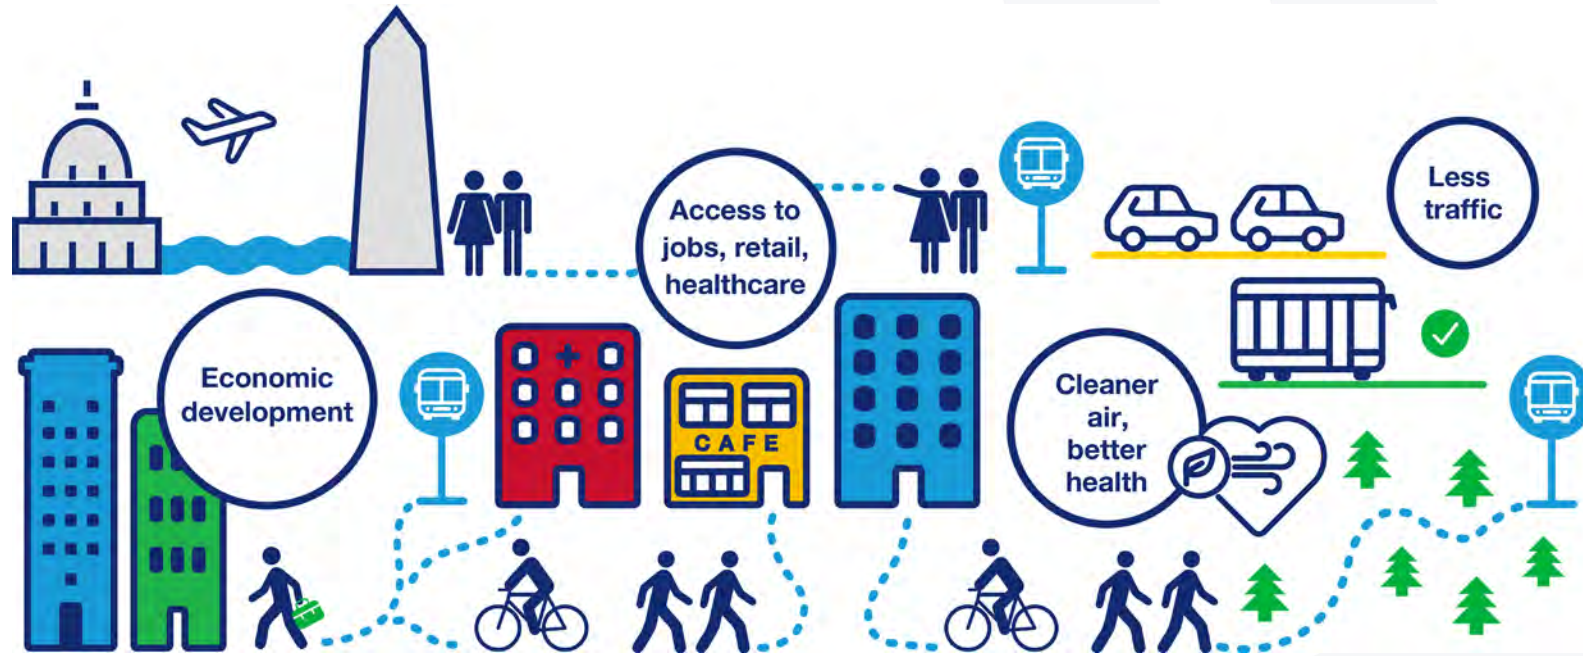 Access to
jobs, retail,
healthcare
Less
traffic
Economic
development
CAFE
Cleaner
air,
better
health